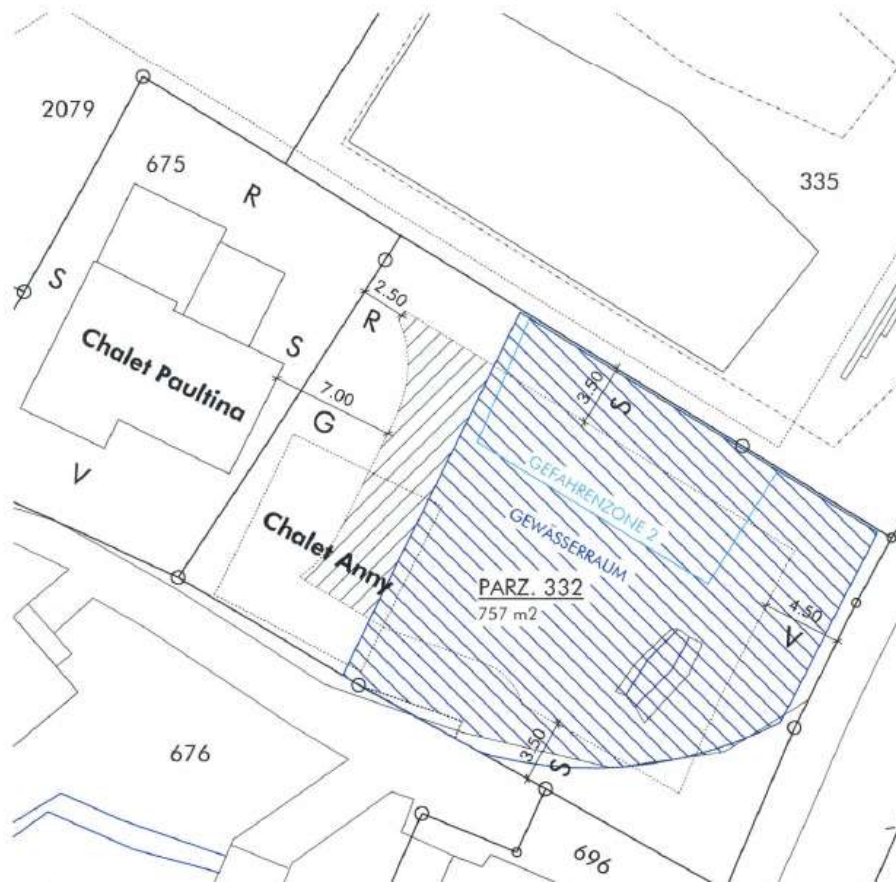 2079
675
R
335
S
2.50
R
S
Chalet Paultina
7.00
3.50
S
G
V
GEFAHRENZONE 2
GEWÄSSERRAUM
Chalet Anny
PARZ. 332
757 m2
4.50
V
676
3.50
S
696